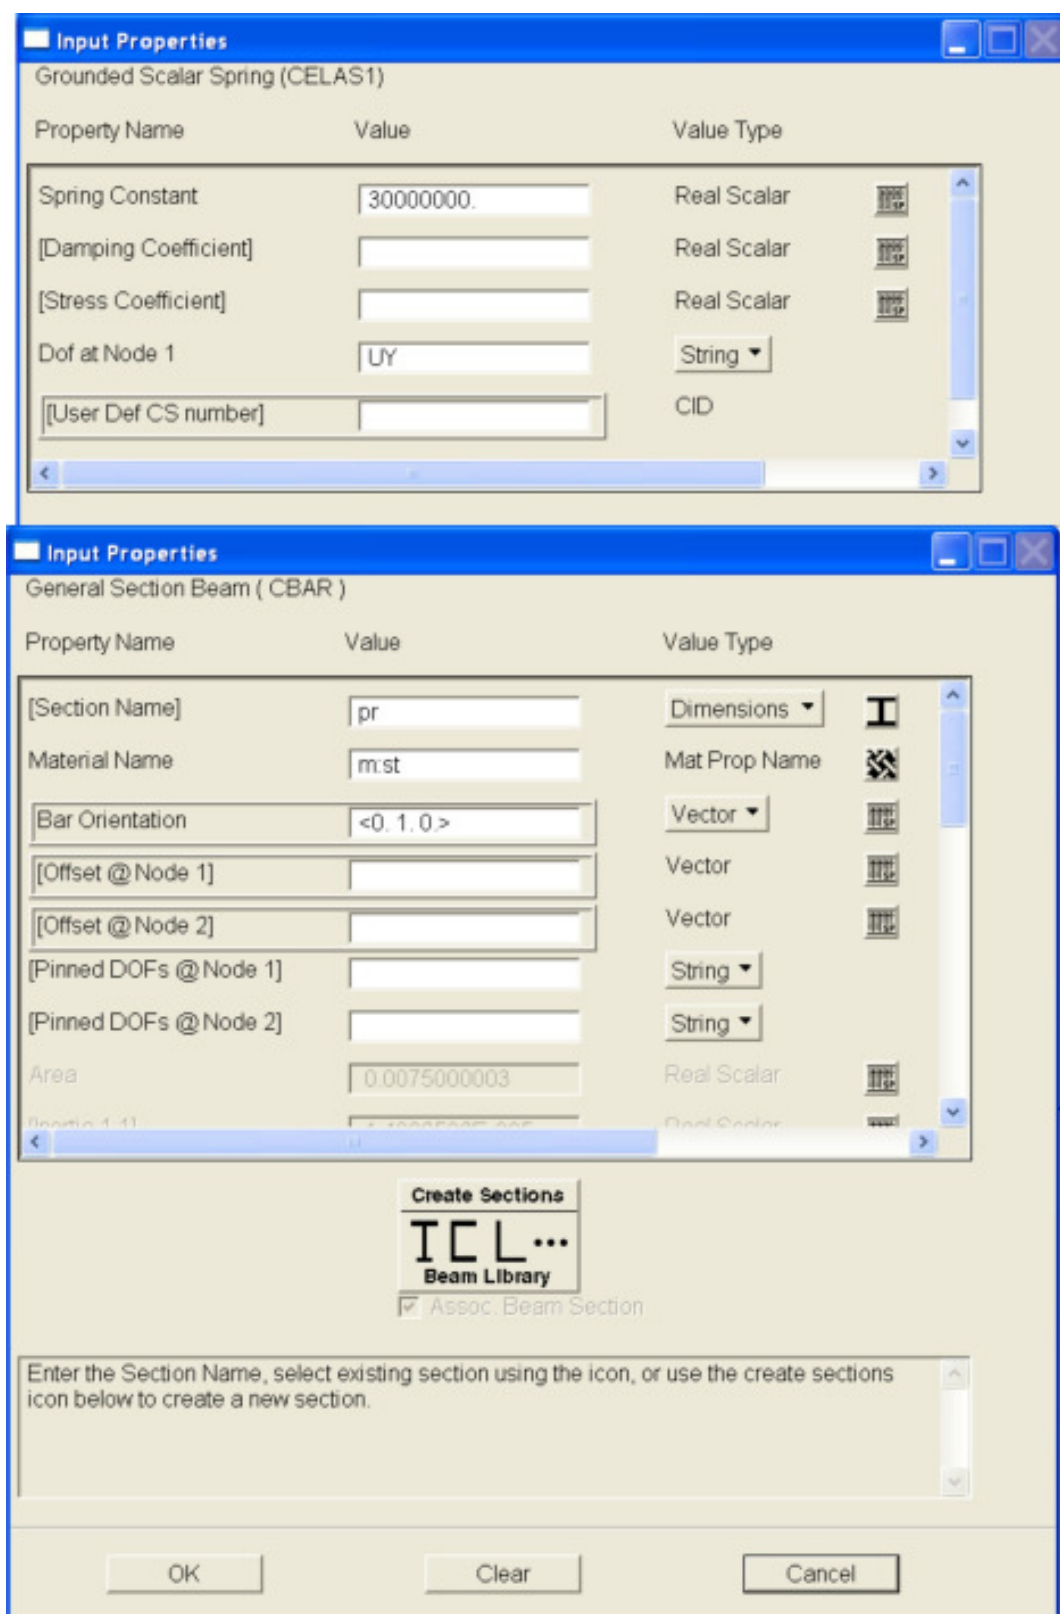 Input Properties
Grounded Scalar Spring (CELAS1)
Property Name Value Value Type
Spring Constant 30000000. Real Scalar
[Damping Coefficient] Real Scalar
[Stress Coefficient] Real Scalar
Dof at Node 1 UY String
[User Def CS number] CID
Input Properties
General Section Beam ( CBAR )
Property Name Value Value Type
[Section Name] pr Dimensions
Material Name m:st Mat Prop Name
Bar Orientation <0. 1. 0.> Vector
[Offset @ Node 1] Vector
[Offset @ Node 2] Vector
[Pinned DOFs @ Node 1] String
[Pinned DOFs @ Node 2] String
Area 0.0075000003 Real Scalar
[Inertia 1,1] Real Scalar
Create Sections
Beam Library
Assoc. Beam Section
Enter the Section Name, select existing section using the icon, or use the create sections
icon below to create a new section.
OK Clear Cancel